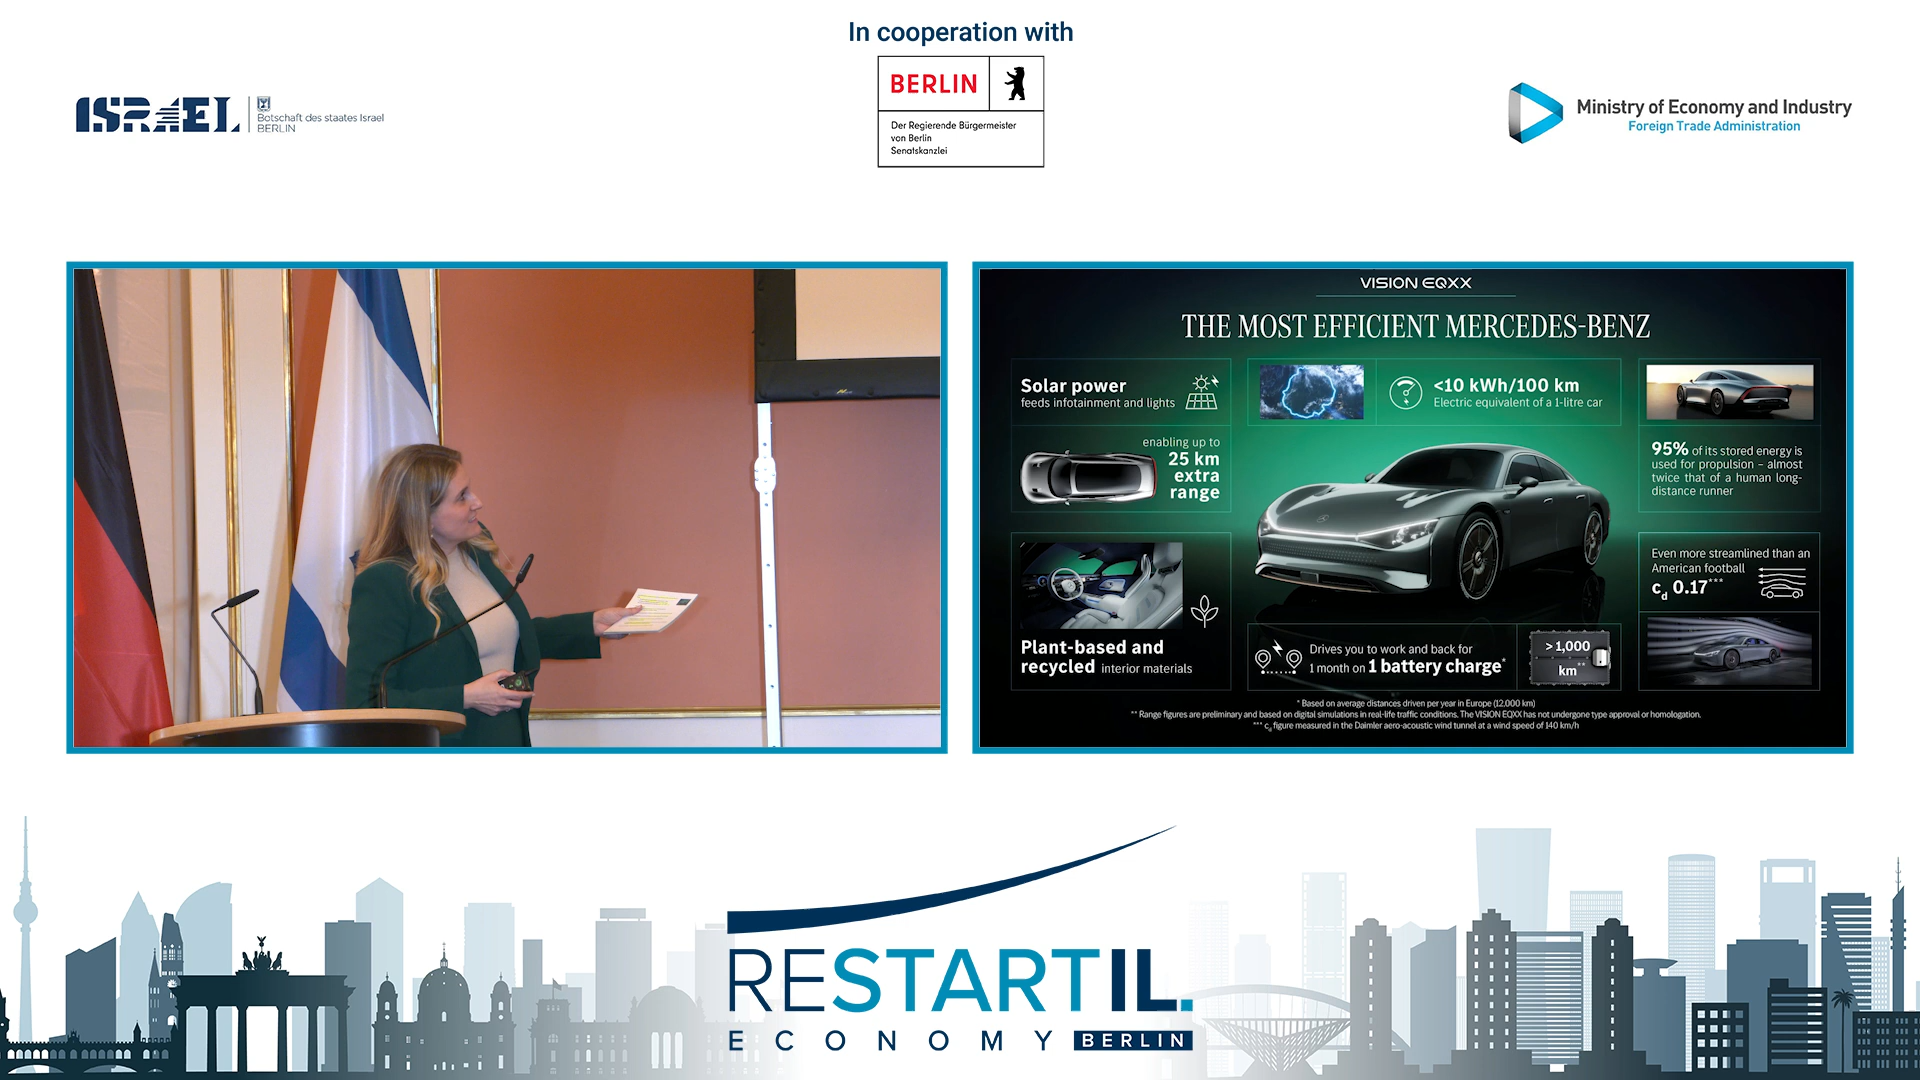 In cooperation with
BERLIN
Der Regierende Bürgermeister
von Berlin
Senatskanzlei
ISRAEL
Botschaft des staates Israel
BERLIN
Ministry of Economy and Industry
Foreign Trade Administration
VISION EQXX
THE MOST EFFICIENT MERCEDES-BENZ
Solar power
feeds infotainment and lights
enabling up to
25 km
extra
range
Plant-based and
recycled interior materials
<10 kWh/100 km
Electric equivalent of a 1-litre car
Drives you to work and back for
1 month on 1 battery charge*
>1,000
km**
95% of its stored energy is
used for propulsion – almost
twice that of a human long-
distance runner
Even more streamlined than an
American football
cd 0.17***
* Based on average distances driven per year in Europe (12,000 km)
** Range figures are preliminary and based on digital simulations in real-life traffic conditions. The VISION EQXX has not undergone type approval or homologation.
*** cd figure measured in the Daimler aero-acoustic wind tunnel at a wind speed of 140 km/h
RESTARTIL.
ECONOMY BERLIN